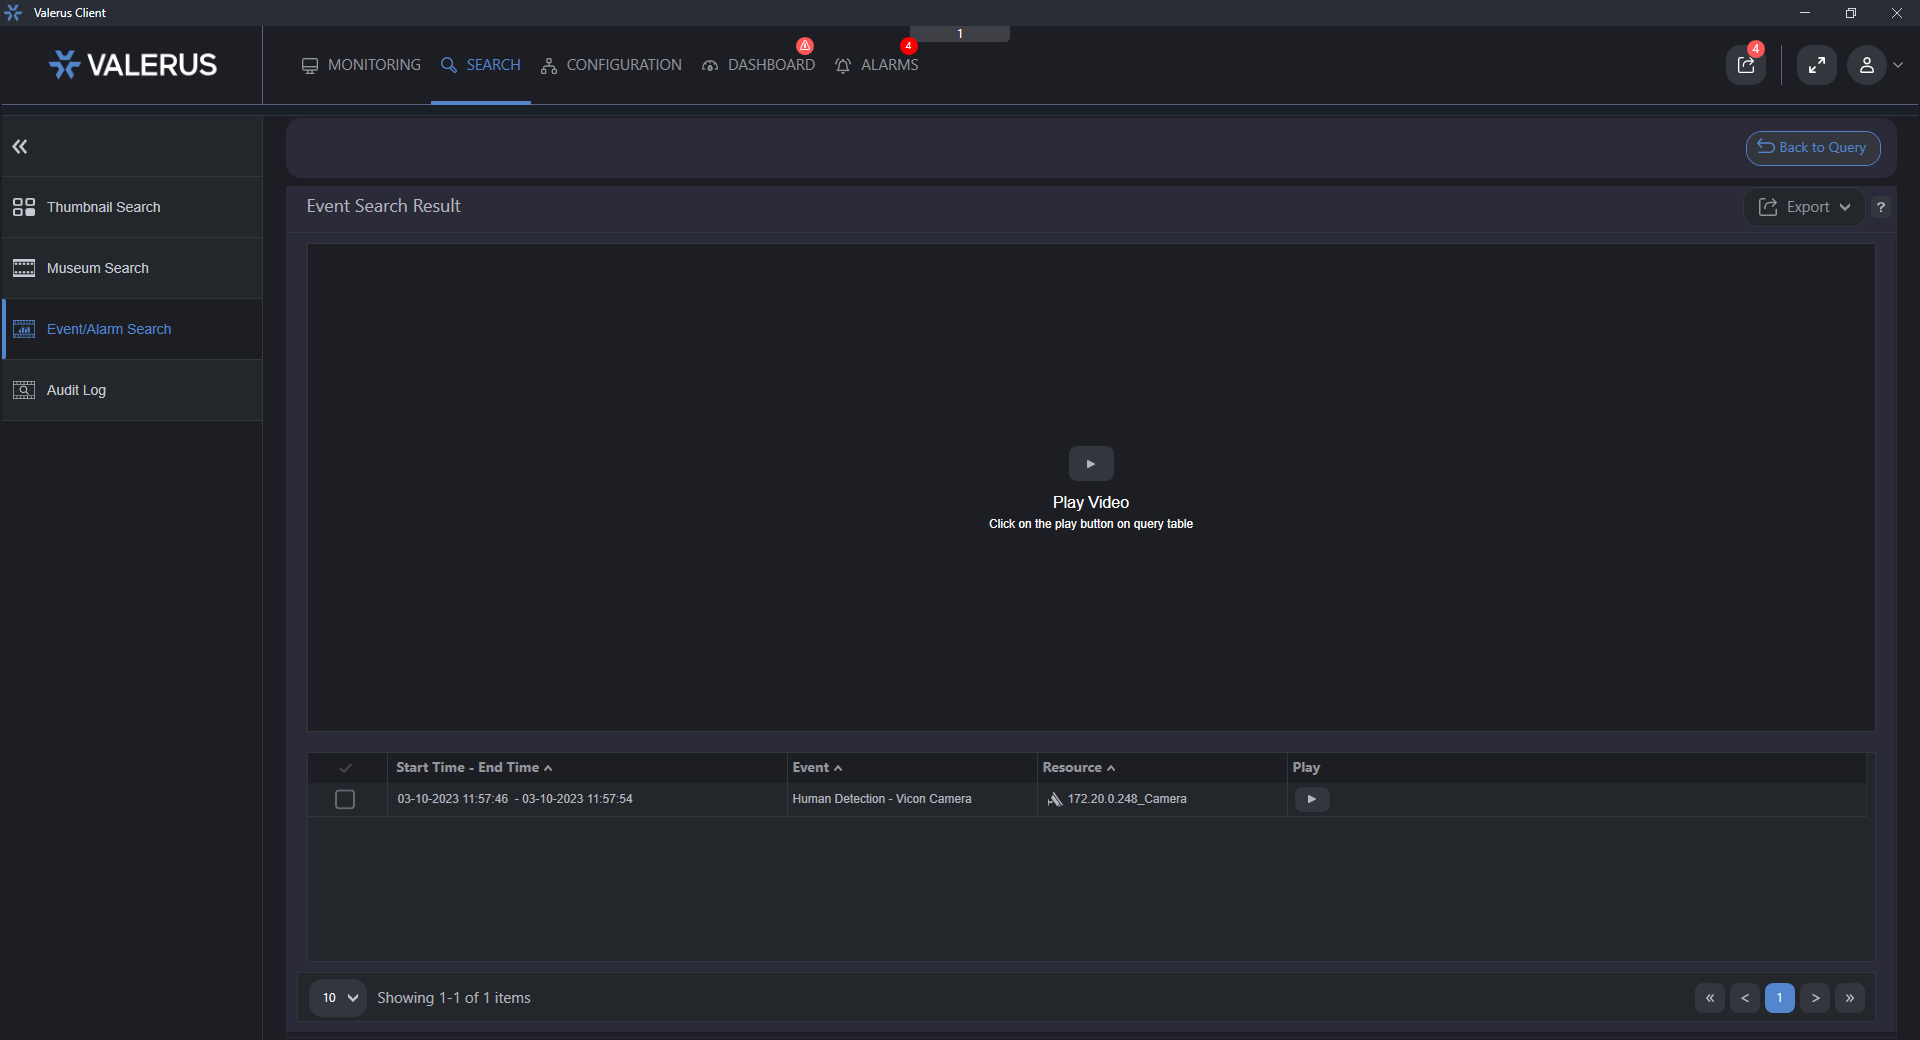 Valerus Client
1
VALERUS
MONITORING
SEARCH
CONFIGURATION
DASHBOARD
ALARMS
4
4
Back to Query
Thumbnail Search
Museum Search
Event/Alarm Search
Audit Log
Event Search Result
Export
?
Play Video
Click on the play button on query table
Start Time - End Time
Event
Resource
Play
03-10-2023 11:57:46 - 03-10-2023 11:57:54
Human Detection - Vicon Camera
172.20.0.248_Camera
10
Showing 1-1 of 1 items
« < 1 > »